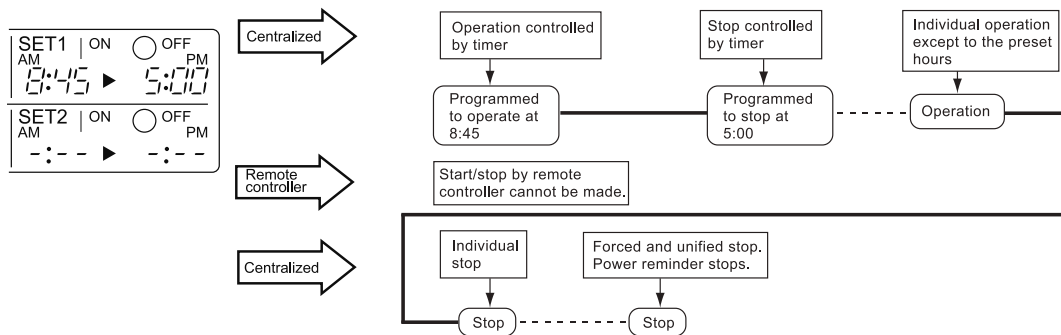 SET1 ON OFF
AM PM
8:45 ▶ 5:00
SET2 ON OFF
AM PM
-:-- ▶ -:--
Centralized
Operation controlled
by timer
Stop controlled
by timer
Individual operation
except to the preset
hours
Programmed
to operate at
8:45
Programmed
to stop at
5:00
Operation
Remote
controller
Start/stop by remote
controller cannot be made.
Centralized
Individual
stop
Forced and unified stop.
Power reminder stops.
Stop
Stop